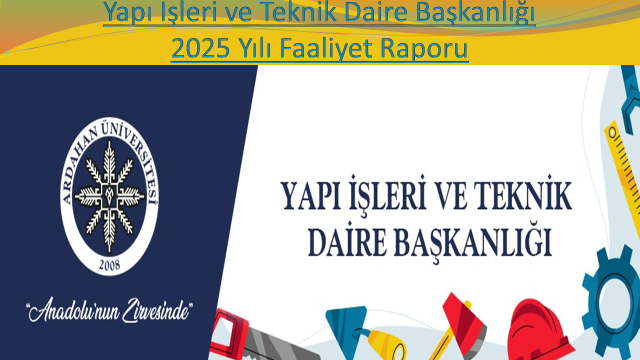 Yapı İşleri ve Teknik Daire Başkanlığı
2025 Yılı Faaliyet Raporu
ARDAHAN ÜNİVERSİTESİ
2008
"Anadolu'nun Zirvesinde"
YAPI İŞLERİ VE TEKNİK
DAİRE BAŞKANLIĞI